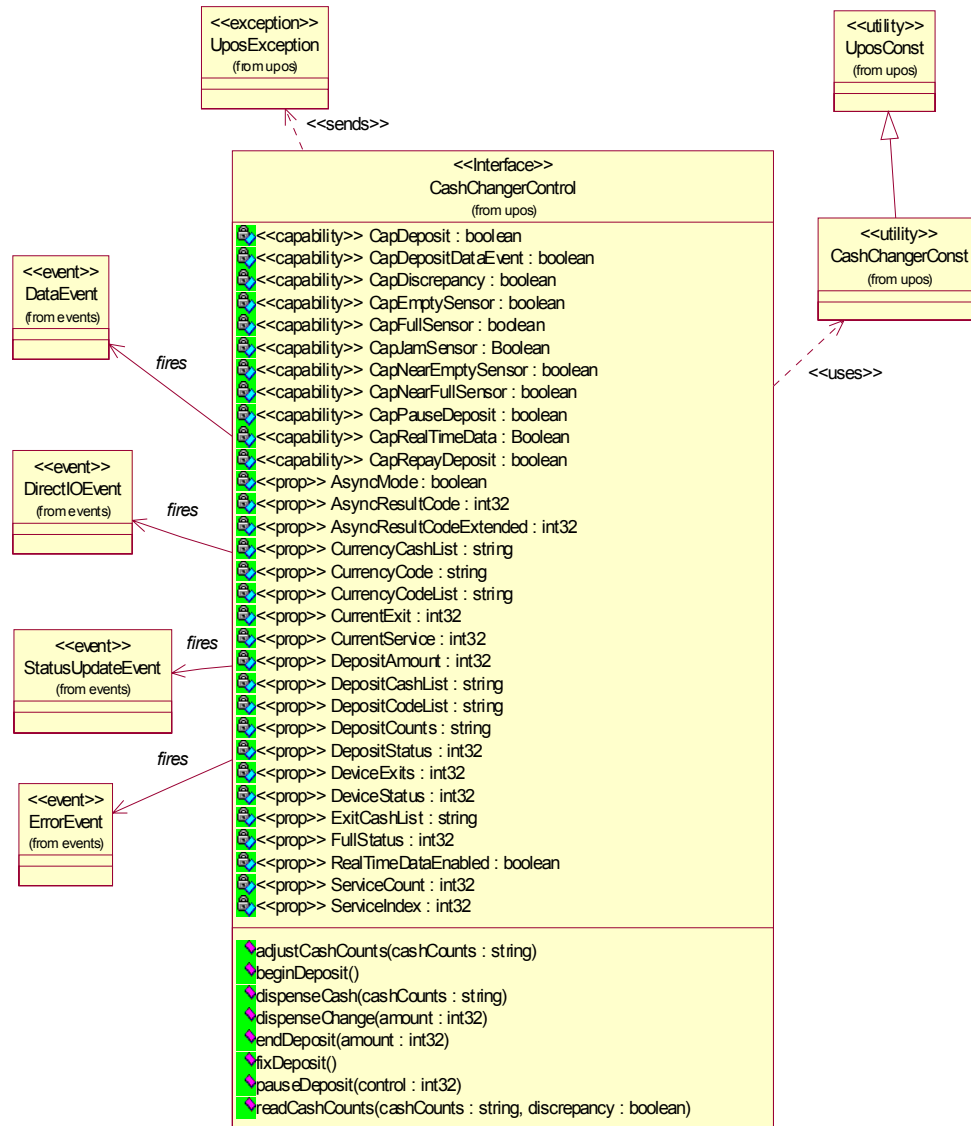 <<exception>>
UposException
(from upos)
<<utility>>
UposConst
(from upos)
<<sends>>
<<Interface>>
CashChangerControl
(from upos)
<<capability>> CapDeposit : boolean
<<capability>> CapDepositDataEvent : boolean
<<capability>> CapDiscrepancy : boolean
<<capability>> CapEmptySensor : boolean
<<capability>> CapFullSensor : boolean
<<capability>> CapJamSensor : Boolean
<<capability>> CapNearEmptySensor : boolean
<<capability>> CapNearFullSensor : boolean
<<capability>> CapPauseDeposit : boolean
<<capability>> CapRealTimeData : Boolean
<<capability>> CapRepayDeposit : boolean
<<prop>> AsyncMode : boolean
<<prop>> AsyncResultCode : int32
<<prop>> AsyncResultCodeExtended : int32
<<prop>> CurrencyCashList : string
<<prop>> CurrencyCode : string
<<prop>> CurrencyCodeList : string
<<prop>> CurrentExit : int32
<<prop>> CurrentService : int32
<<prop>> DepositAmount : int32
<<prop>> DepositCashList : string
<<prop>> DepositCodeList : string
<<prop>> DepositCounts : string
<<prop>> DepositStatus : int32
<<prop>> DeviceExits : int32
<<prop>> DeviceStatus : int32
<<prop>> ExitCashList : string
<<prop>> FullStatus : int32
<<prop>> RealTimeDataEnabled : boolean
<<prop>> ServiceCount : int32
<<prop>> ServiceIndex : int32
adjustCashCounts(cashCounts : string)
beginDeposit()
dispenseCash(cashCounts : string)
dispenseChange(amount : int32)
endDeposit(amount : int32)
fixDeposit()
pauseDeposit(control : int32)
readCashCounts(cashCounts : string, discrepancy : boolean)
<<utility>>
CashChangerConst
(from upos)
<<uses>>
<<event>>
DataEvent
(from events)
fires
<<event>>
DirectIOEvent
(from events)
fires
<<event>>
StatusUpdateEvent
(from events)
fires
<<event>>
ErrorEvent
(from events)
fires